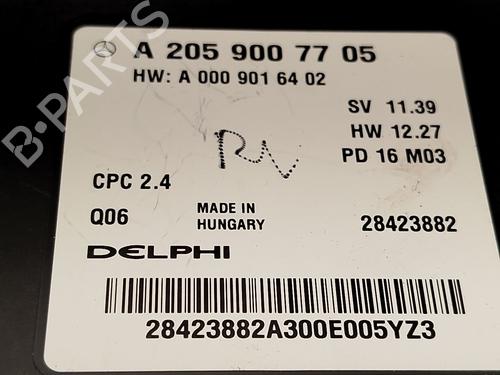 A 205 900 77 05
HW: A 000 901 64 02
SV 11.39
HW 12.27
PD 16 M03
RV
CPC 2.4
Q06
MADE IN
HUNGARY
28423882
DELPHI
28423882A300E005YZ3
B-PARTS